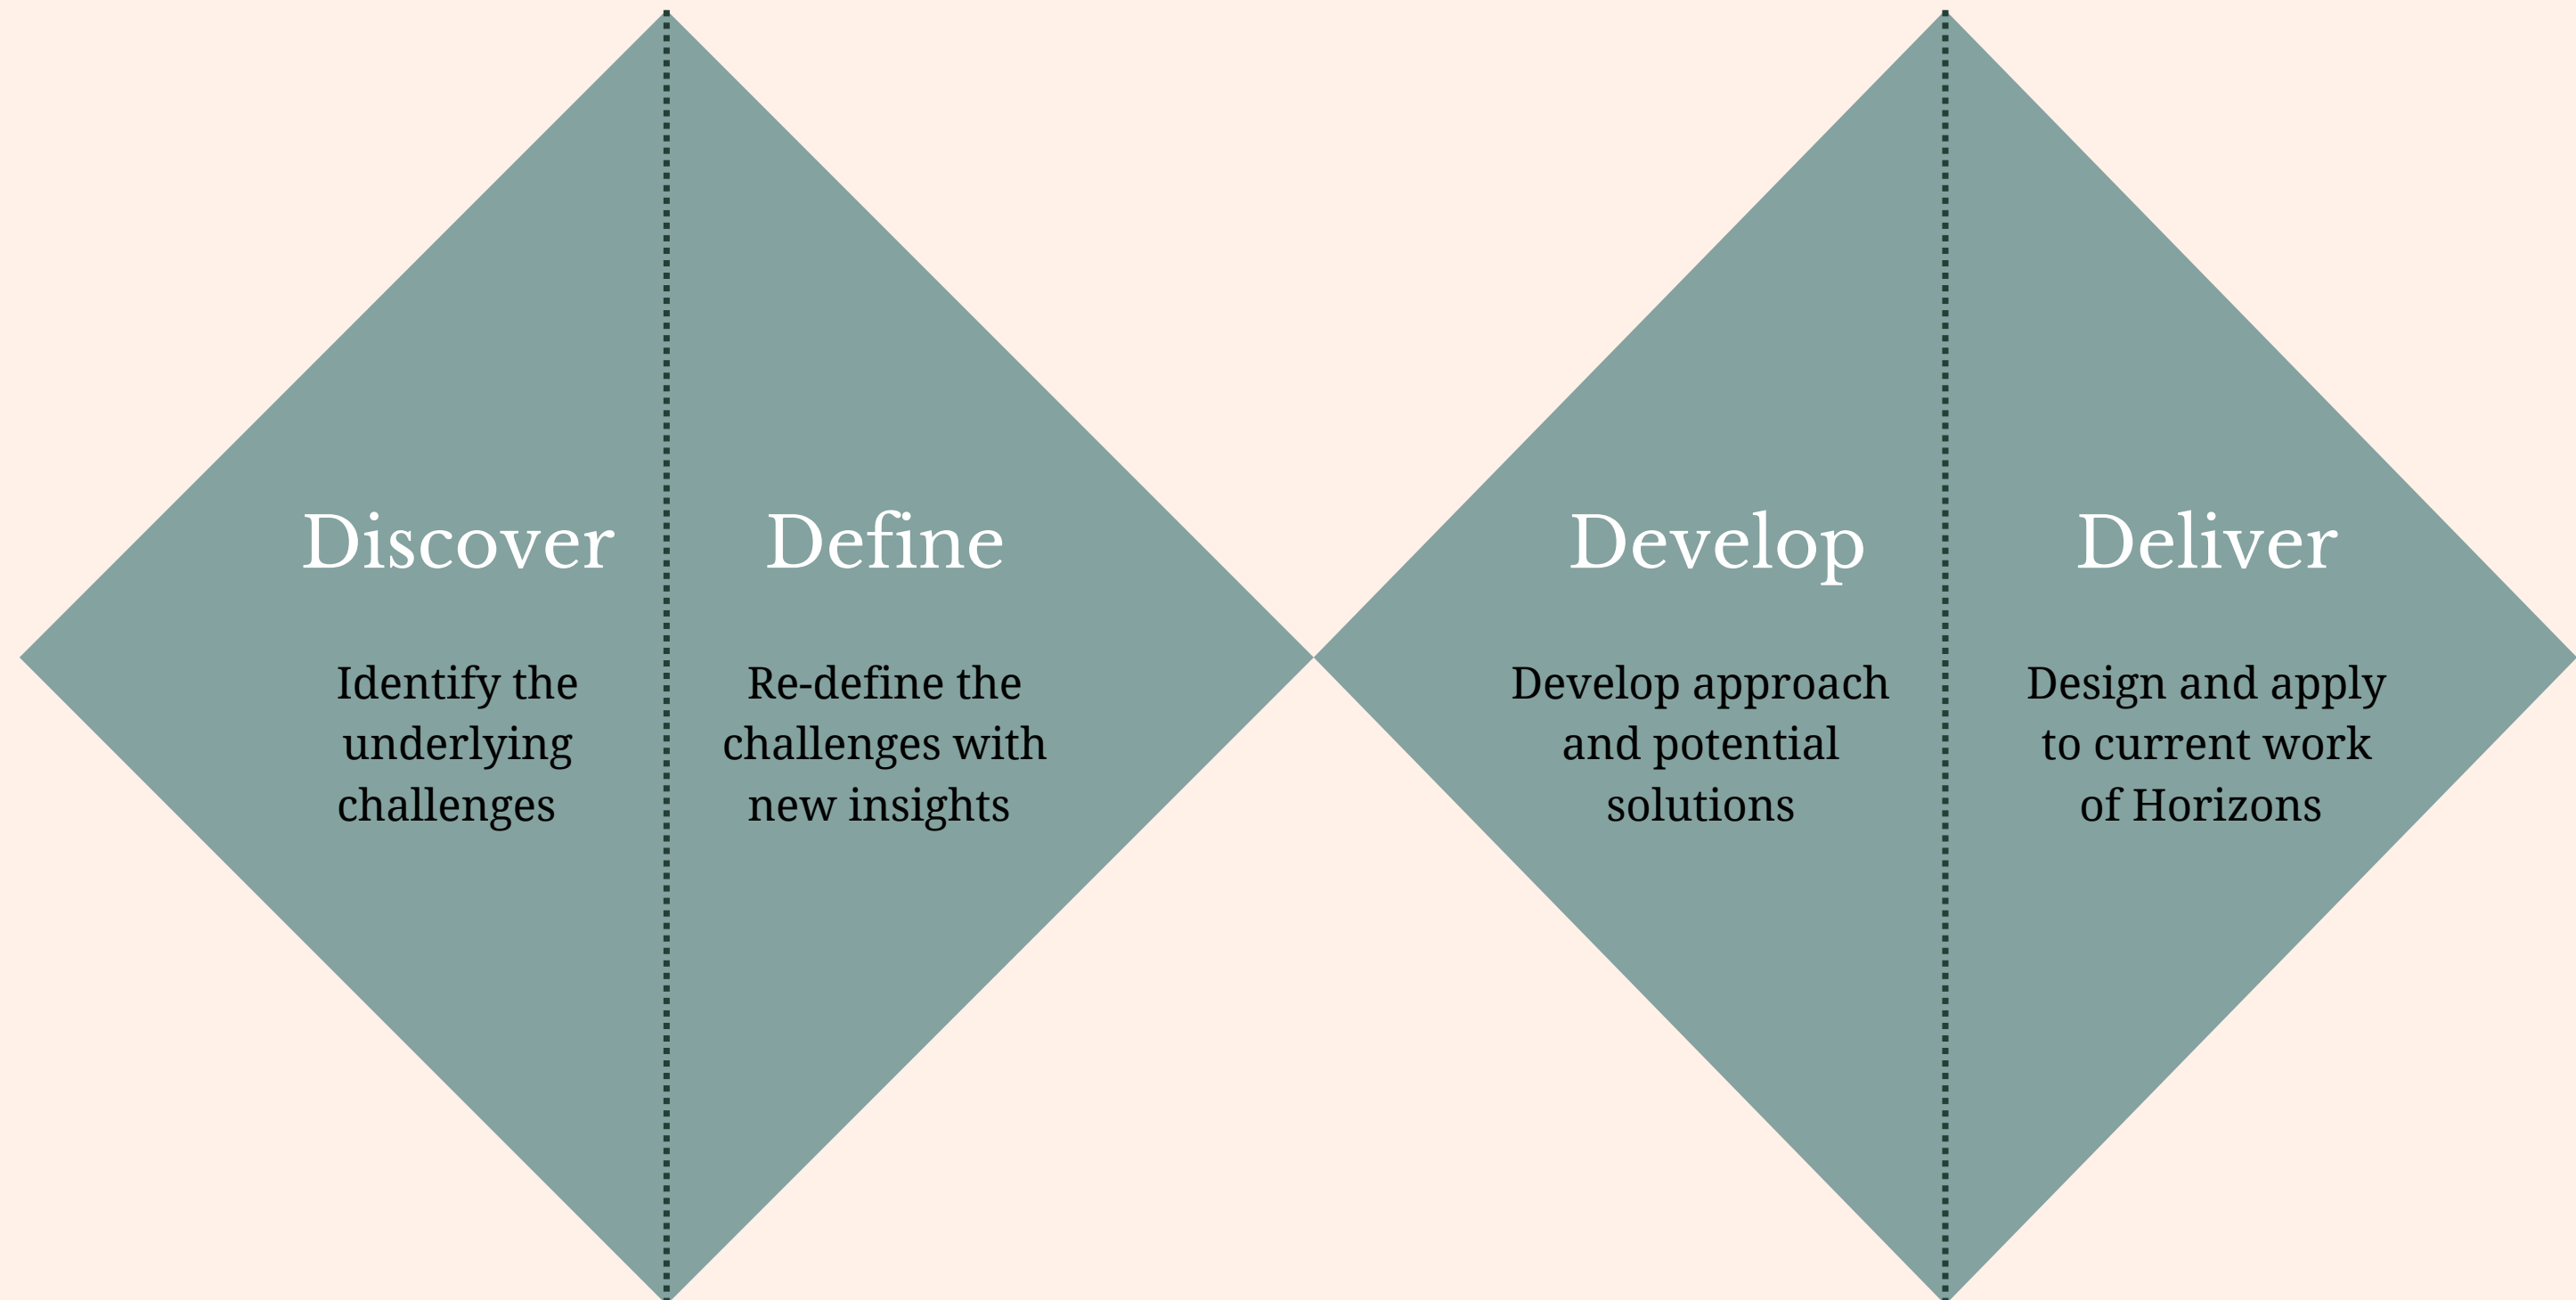 Discover
Identify the
underlying
challenges
Define
Re-define the
challenges with
new insights
Develop
Develop approach
and potential
solutions
Deliver
Design and apply
to current work
of Horizons